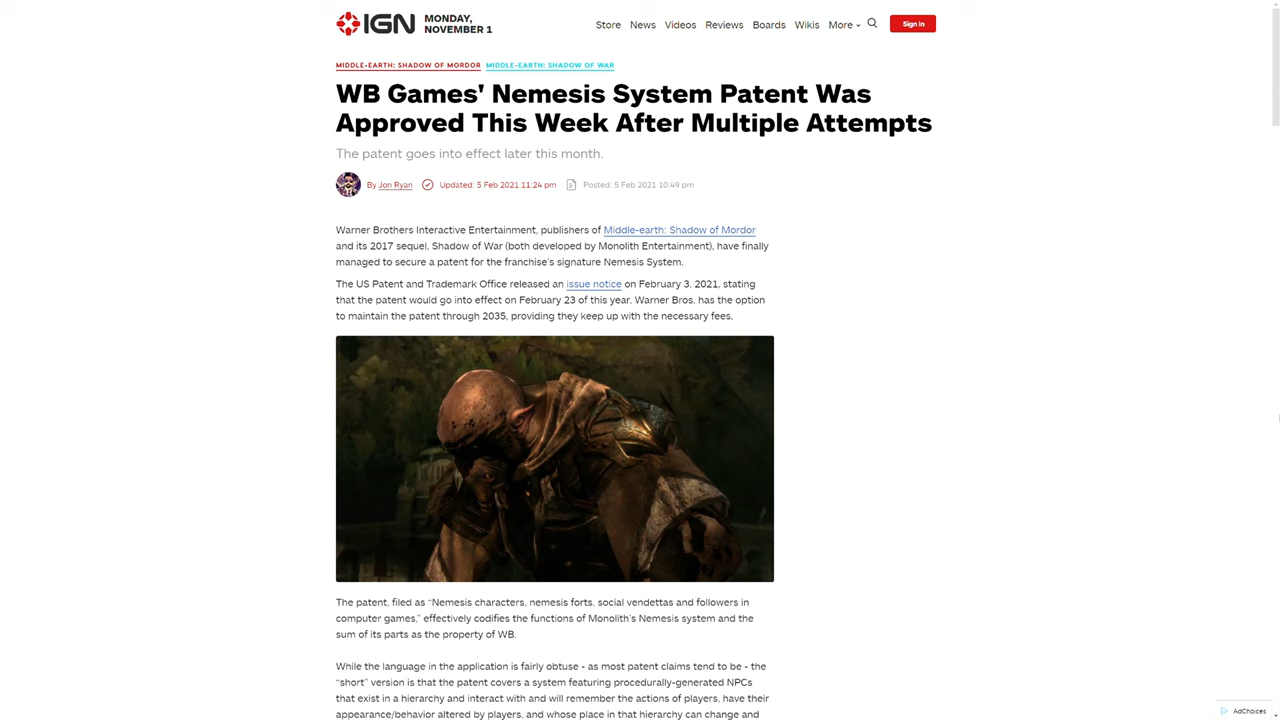 IGN
MONDAY,
NOVEMBER 1
Store News Videos Reviews Boards Wikis More Sign In
MIDDLE-EARTH: SHADOW OF MORDOR MIDDLE-EARTH: SHADOW OF WAR
WB Games' Nemesis System Patent Was
Approved This Week After Multiple Attempts
The patent goes into effect later this month.
By Jon Ryan Updated: 5 Feb 2021 11:24 pm Posted: 5 Feb 2021 10:49 pm
Warner Brothers Interactive Entertainment, publishers of Middle-earth: Shadow of Mordor
and its 2017 sequel, Shadow of War (both developed by Monolith Entertainment), have finally
managed to secure a patent for the franchise's signature Nemesis System.
The US Patent and Trademark Office released an issue notice on February 3, 2021, stating
that the patent would go into effect on February 23 of this year. Warner Bros. has the option
to maintain the patent through 2035, providing they keep up with the necessary fees.
The patent, filed as “Nemesis characters, nemesis forts, social vendettas and followers in
computer games,” effectively codifies the functions of Monolith's Nemesis system and the
sum of its parts as the property of WB.
While the language in the application is fairly obtuse - as most patent claims tend to be - the
“short” version is that the patent covers a system featuring procedurally-generated NPCs
that exist in a hierarchy and interact with and will remember the actions of players, have their
appearance/behavior altered by players, and whose place in that hierarchy can change and
AdChoices